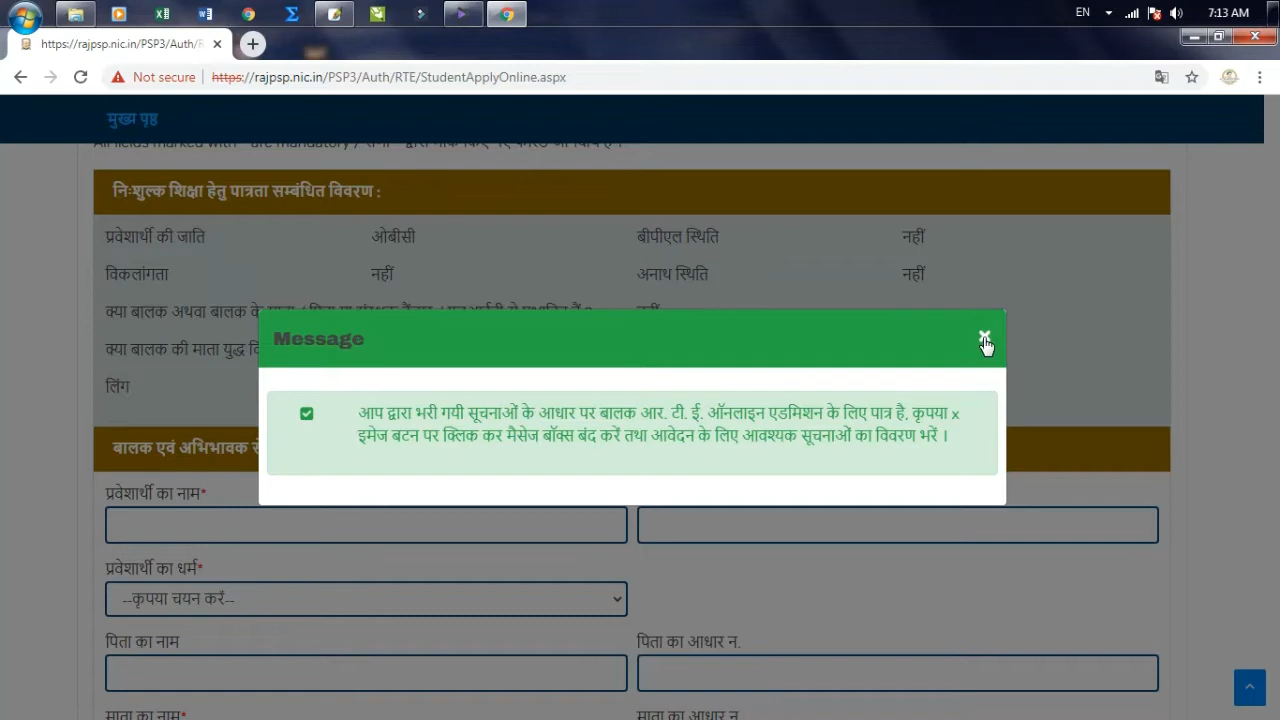 EN
7:13 AM
https://rajpsp.nic.in/PSP3/Auth/R
Not secure
https://rajpsp.nic.in/PSP3/Auth/RTE/StudentApplyOnline.aspx
मुख्य पृष्ठ
निःशुल्क शिक्षा हेतु पात्रता सम्बंधित विवरण :
प्रवेशार्थी की जाति ओबीसी बीपीएल स्थिति नहीं
विकलांगता नहीं अनाथ स्थिति नहीं
क्या बालक अथवा बालक के
क्या बालक की माता युद्ध
लिंग
Message
आप द्वारा भरी गयी सूचनाओं के आधार पर बालक आर. टी. ई. ऑनलाइन एडमिशन के लिए पात्र है, कृपया x
इमेज बटन पर क्लिक कर मैसेज बॉक्स बंद करें तथा आवेदन के लिए आवश्यक सूचनाओं का विवरण भरें ।
बालक एवं अभिभावक
प्रवेशार्थी का नाम*
प्रवेशार्थी का धर्म*
--कृपया चयन करें--
पिता का नाम पिता का आधार न.
माता का नाम* माता का आधार न